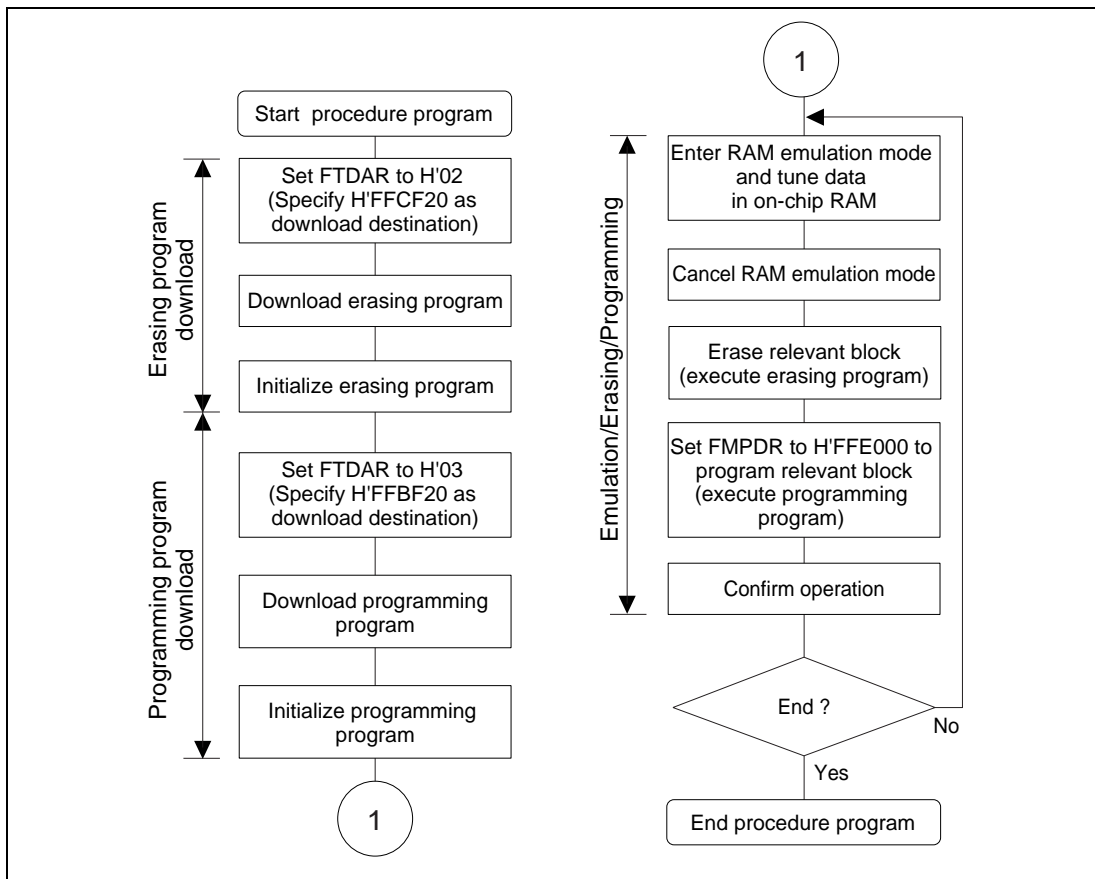 Start procedure program
Erasing program
download
Set FTDAR to H'02
(Specify H'FFCF20 as
download destination)
Download erasing program
Initialize erasing program
Programming program
download
Set FTDAR to H'03
(Specify H'FFBF20 as
download destination)
Download programming
program
Initialize programming
program
1
1
Emulation/Erasing/Programming
Enter RAM emulation mode
and tune data
in on-chip RAM
Cancel RAM emulation mode
Erase relevant block
(execute erasing program)
Set FMPDR to H'FFE000 to
program relevant block
(execute programming
program)
Confirm operation
End ?
No
Yes
End procedure program